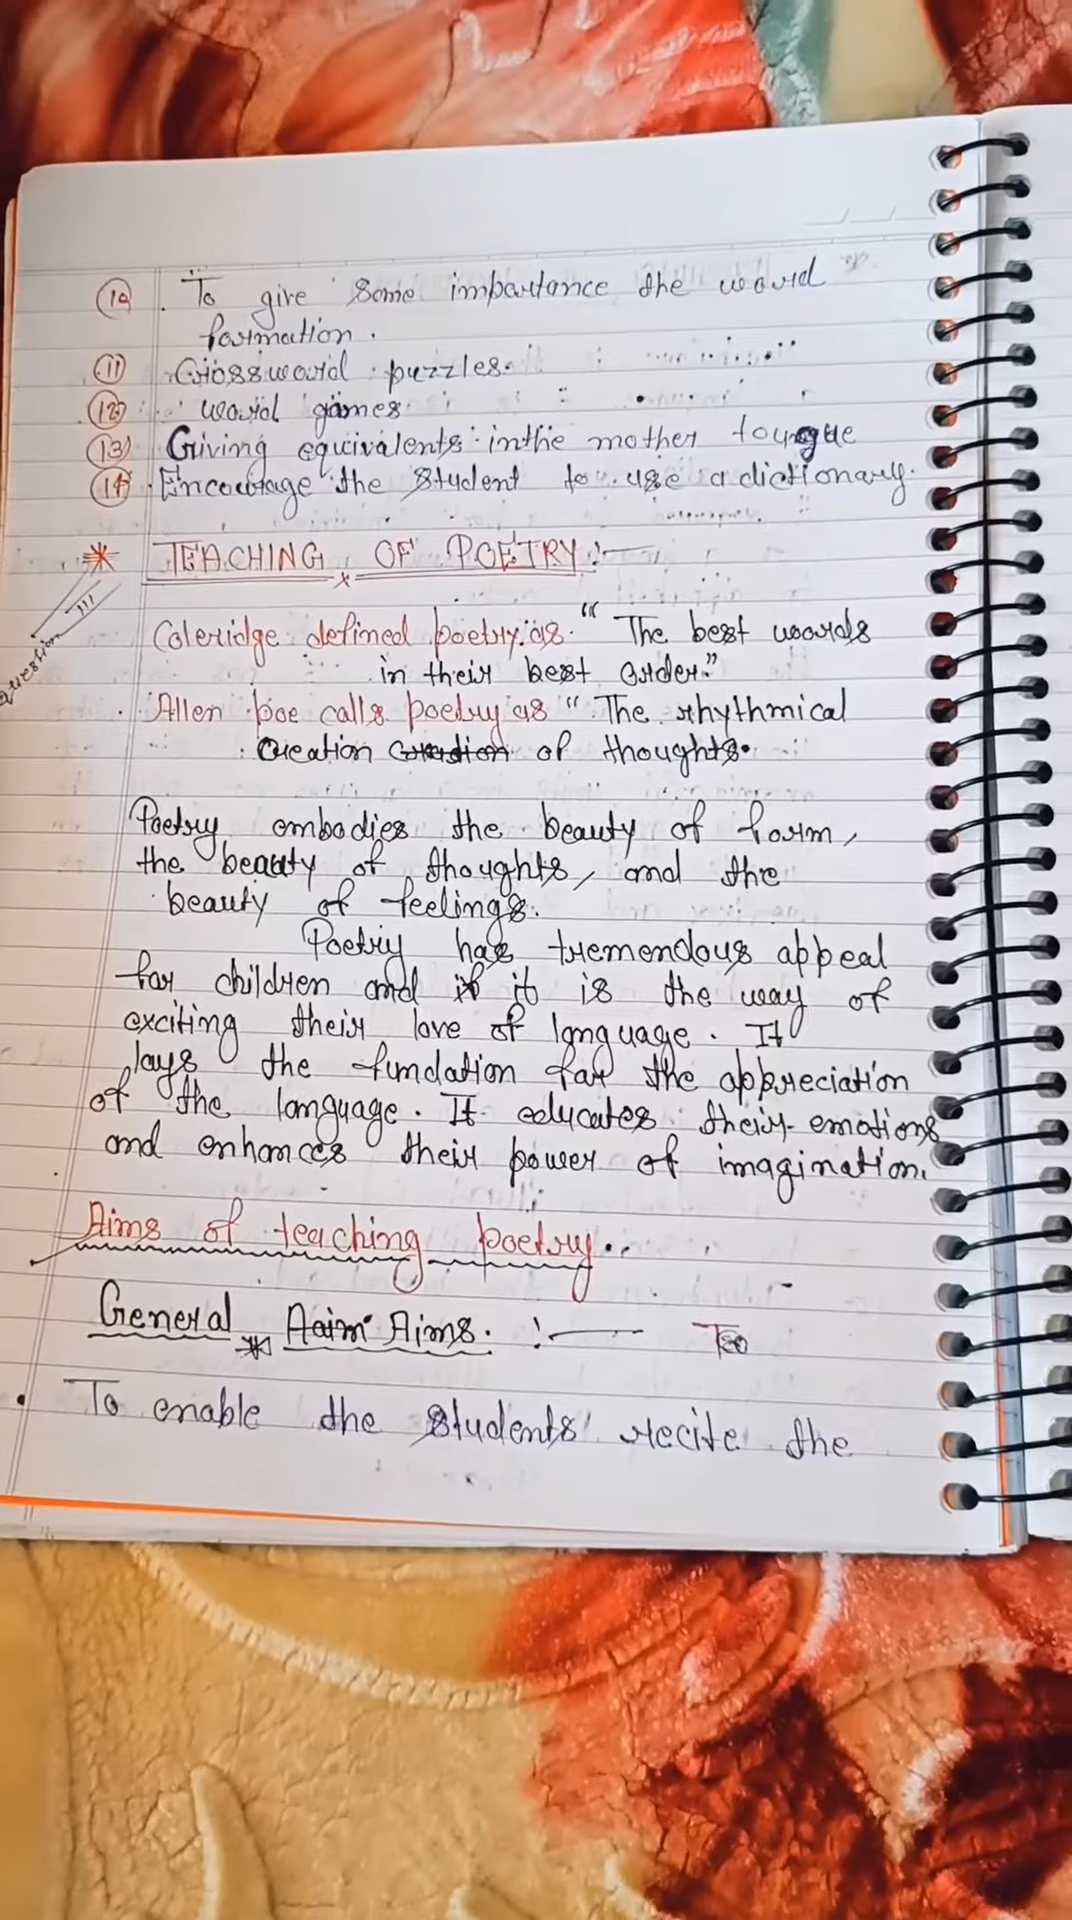 (10) . To give some importance the word
formation .
(11) Crossword puzzles.
(12) word games
(13) Giving equivalents in the mother tougue
(14) Encourage the student to use a dictionary.
* TEACHING OF POETRY :—
Question
Coleridge defined poetry as "The best words
in their best order."
Allen poe calls poetry as "The rhythmical
creation of thoughts.
Poetry embodies the beauty of form,
the beauty of thoughts, and the
beauty of feelings.
Poetry has tremendous appeal
for children and it is the way of
exciting their love of language. It
lays the fundation for the appreciation
of the language. It educates their emotions
and enhances their power of imagination.
Aims of teaching poetry..
General Aaim Aims. :— To
• To enable the students recite the